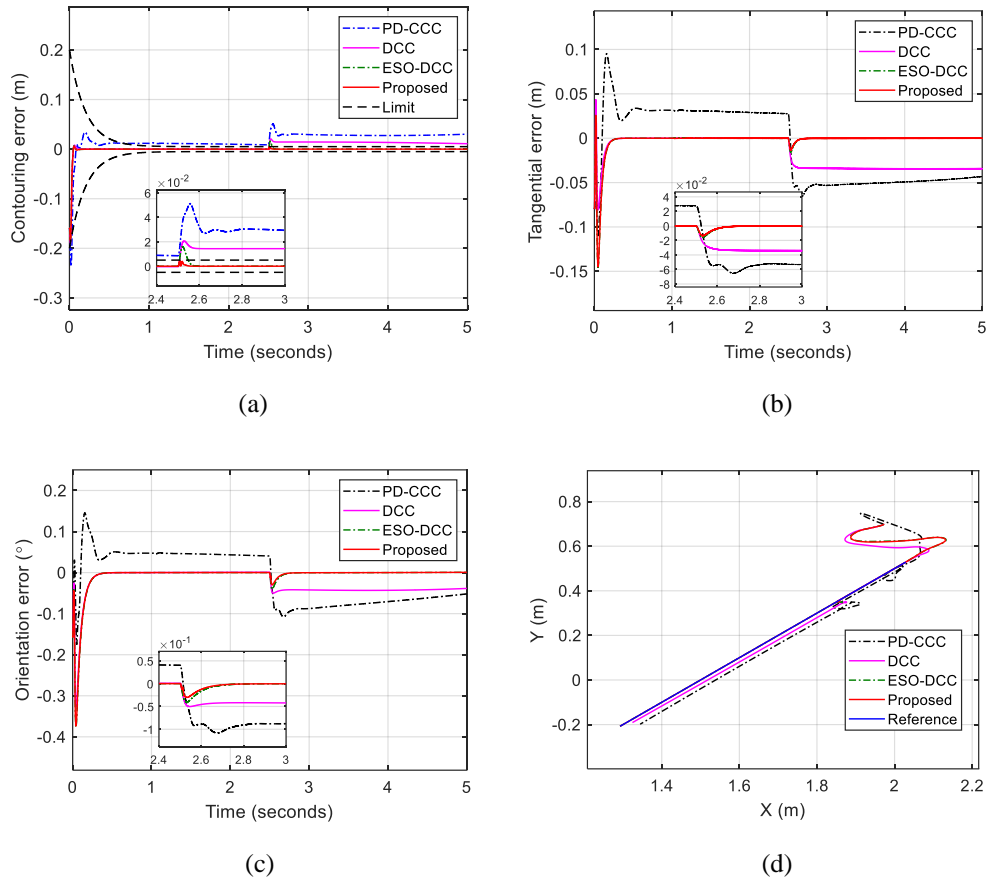 0.2
0.1
0
-0.1
-0.2
-0.3
Contouring error (m)
PD-CCC
DCC
ESO-DCC
Proposed
Limit
×10⁻²
6
4
2
0
2.4
2.6
2.8
3
0
1
2
3
4
5
Time (seconds)
(a)
0.1
0.05
0
-0.05
-0.1
-0.15
Tangential error (m)
PD-CCC
DCC
ESO-DCC
Proposed
×10⁻²
4
2
0
-2
-4
-6
-8
2.4
2.6
2.8
3
0
1
2
3
4
5
Time (seconds)
(b)
0.2
0.1
0
-0.1
-0.2
-0.3
-0.4
Orientation error (°)
PD-CCC
DCC
ESO-DCC
Proposed
×10⁻¹
0.5
0
-0.5
-1
2.4
2.6
2.8
3
0
1
2
3
4
5
Time (seconds)
(c)
0.8
0.6
0.4
0.2
0
-0.2
Y (m)
PD-CCC
DCC
ESO-DCC
Proposed
Reference
1.4
1.6
1.8
2
2.2
X (m)
(d)